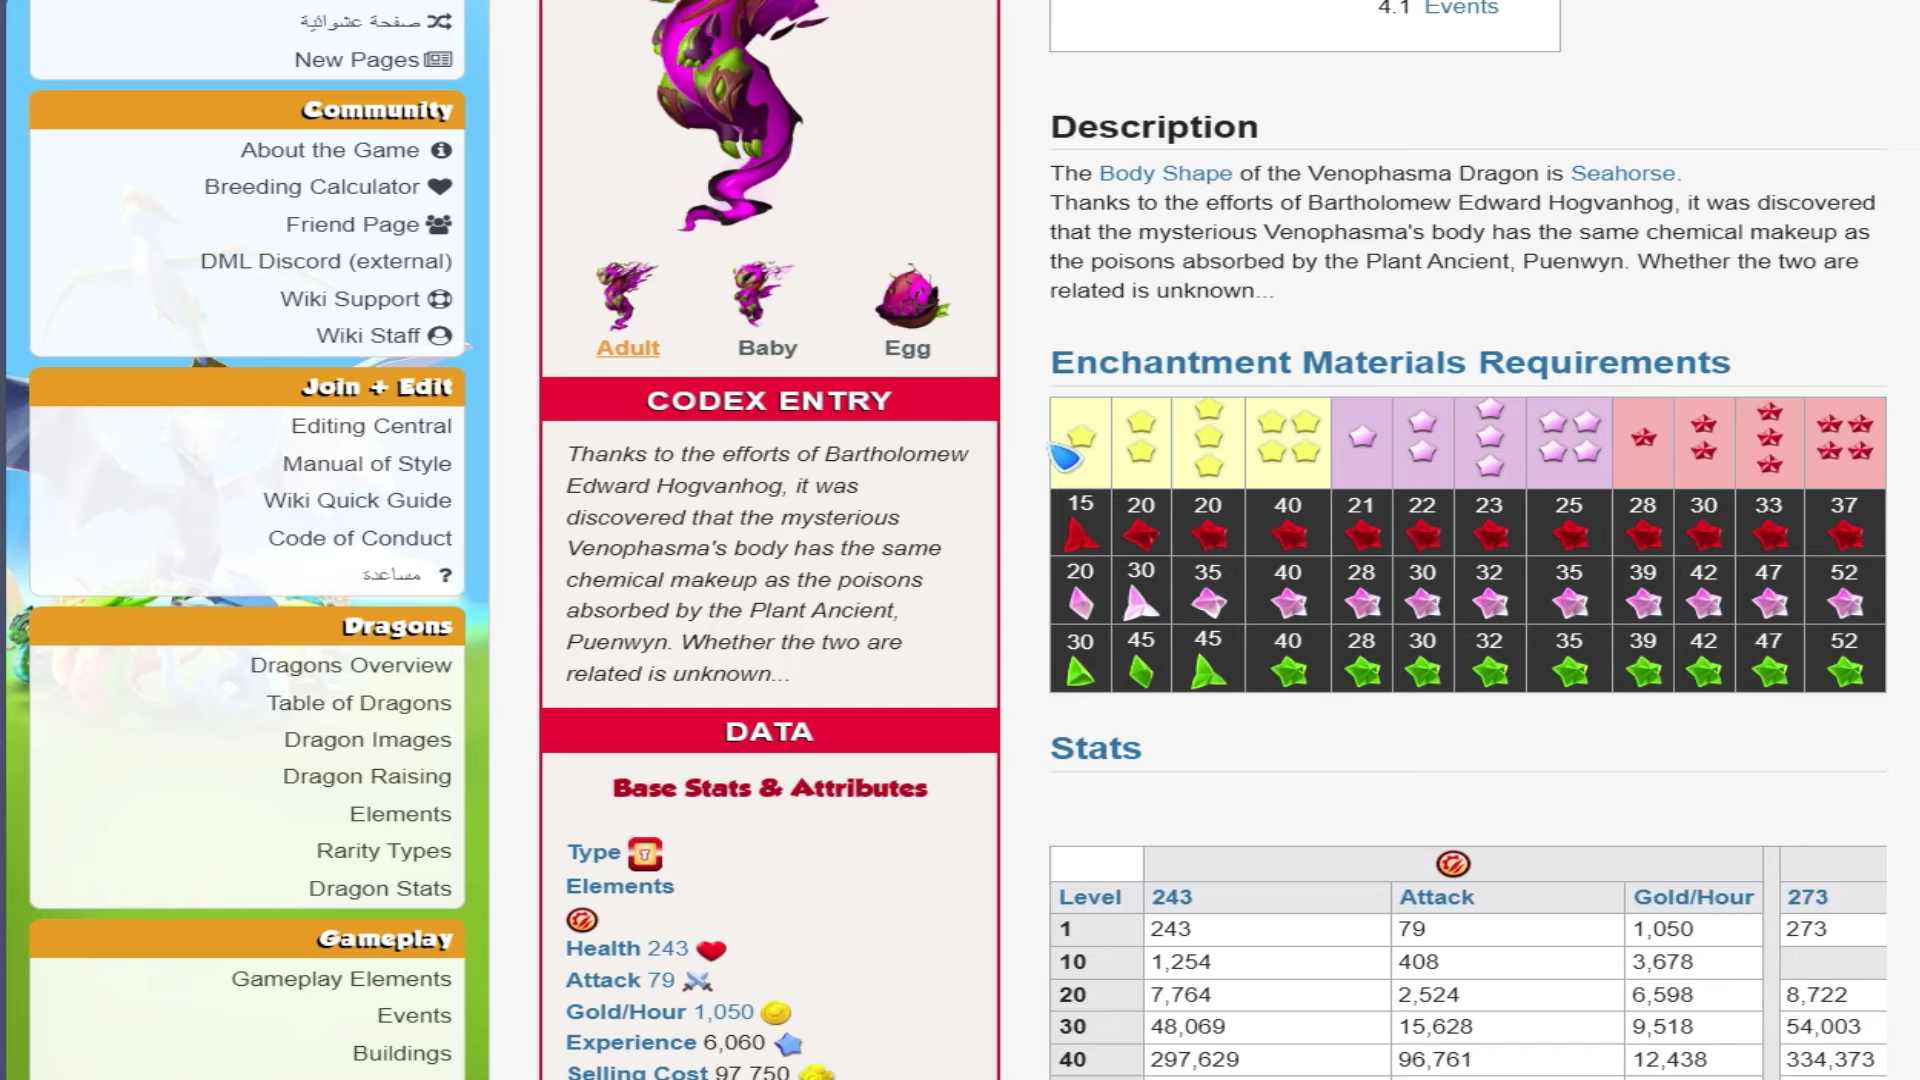 صفحة عشوائية
New Pages
Community
About the Game
Breeding Calculator
Friend Page
DML Discord (external)
Wiki Support
Wiki Staff
Join + Edit
Editing Central
Manual of Style
Wiki Quick Guide
Code of Conduct
مساعدة ?
Dragons
Dragons Overview
Table of Dragons
Dragon Images
Dragon Raising
Elements
Rarity Types
Dragon Stats
Gameplay
Gameplay Elements
Events
Buildings
Adult Baby Egg
CODEX ENTRY
Thanks to the efforts of Bartholomew
Edward Hogvanhog, it was
discovered that the mysterious
Venophasma's body has the same
chemical makeup as the poisons
absorbed by the Plant Ancient,
Puenwyn. Whether the two are
related is unknown...
DATA
Base Stats & Attributes
Type T
Elements
Health 243
Attack 79
Gold/Hour 1,050
Experience 6,060
Selling Cost 97,750
4.1 Events
Description
The Body Shape of the Venophasma Dragon is Seahorse.
Thanks to the efforts of Bartholomew Edward Hogvanhog, it was discovered
that the mysterious Venophasma's body has the same chemical makeup as
the poisons absorbed by the Plant Ancient, Puenwyn. Whether the two are
related is unknown...
Enchantment Materials Requirements
15 20 20 40 21 22 23 25 28 30 33 37
20 30 35 40 28 30 32 35 39 42 47 52
30 45 45 40 28 30 32 35 39 42 47 52
Stats
Level 243 Attack Gold/Hour 273
1 243 79 1,050 273
10 1,254 408 3,678
20 7,764 2,524 6,598 8,722
30 48,069 15,628 9,518 54,003
40 297,629 96,761 12,438 334,373